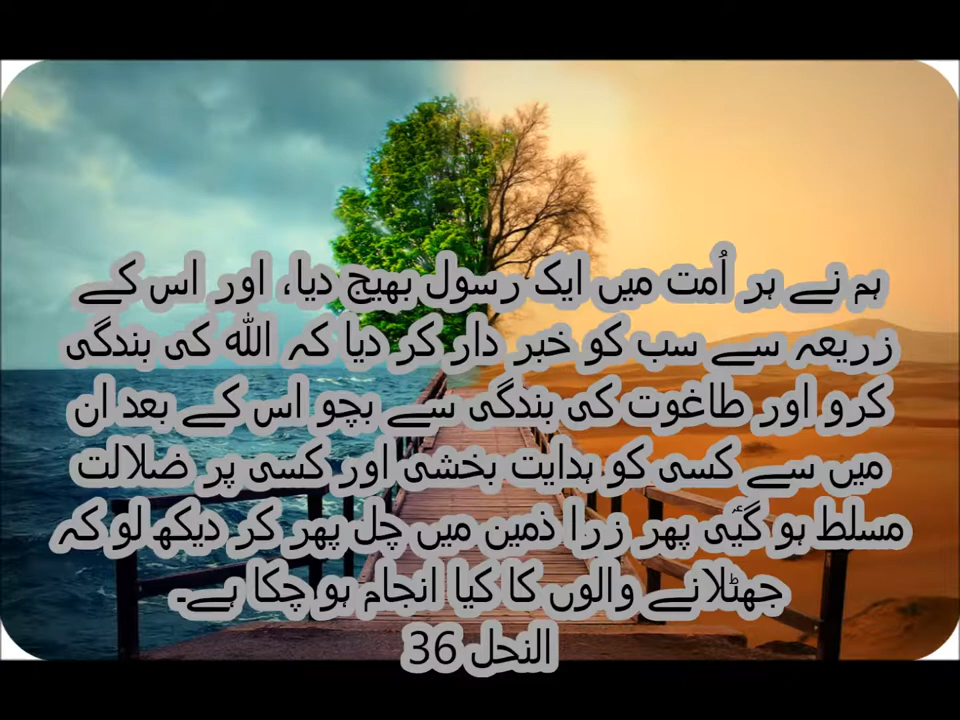 ہم نے ہر اُمت میں ایک رسول بھیج دیا، اور اس کے
زریعہ سے سب کو خبر دار کر دیا کہ اللہ کی بندگی
کرو اور طاغوت کی بندگی سے بچو اس کے بعد ان
میں سے کسی کو ہدایت بخشی اور کسی پر ضلالت
مسلط ہو گیٔی پھر زرا ذمین میں چل پھر کر دیکھ لو کہ
جھٹلانے والوں کا کیا انجام ہو چکا ہے۔
النحل 36